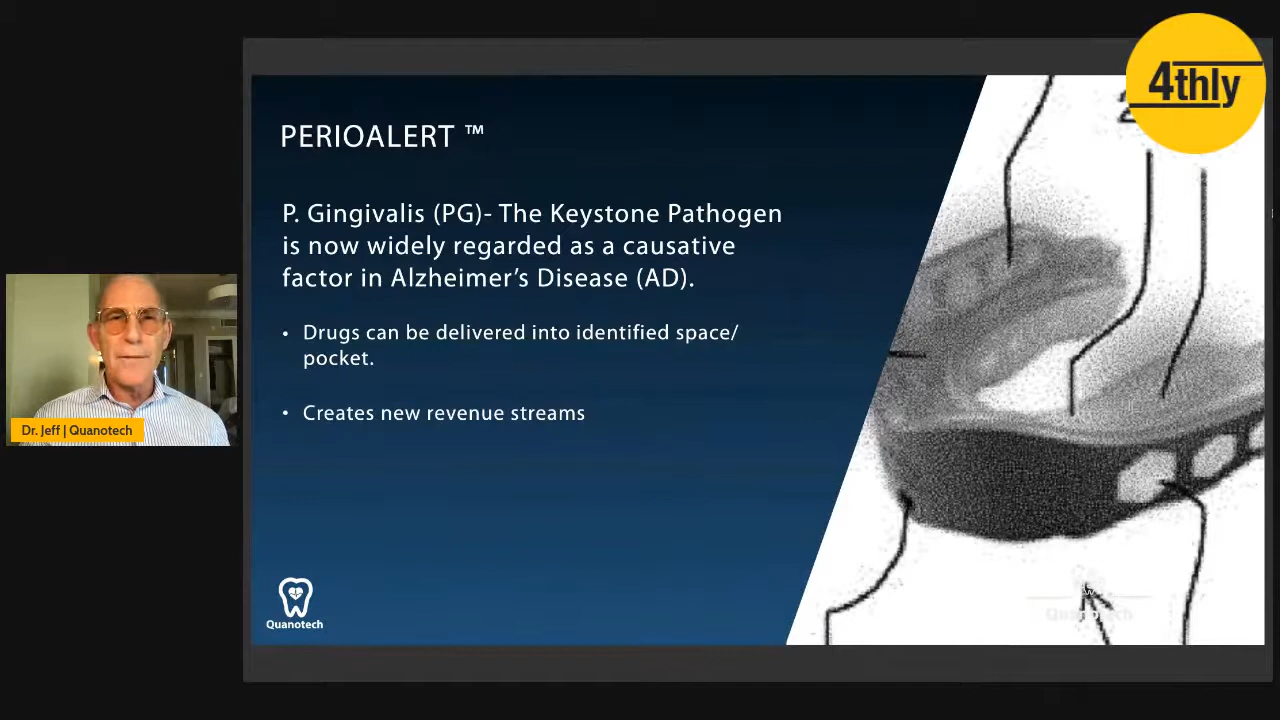 4thly
PERIOALERT ™
P. Gingivalis (PG)- The Keystone Pathogen
is now widely regarded as a causative
factor in Alzheimer’s Disease (AD).
• Drugs can be delivered into identified space/
pocket.
• Creates new revenue streams
Dr. Jeff | Quanotech
Quanotech
Quanotech